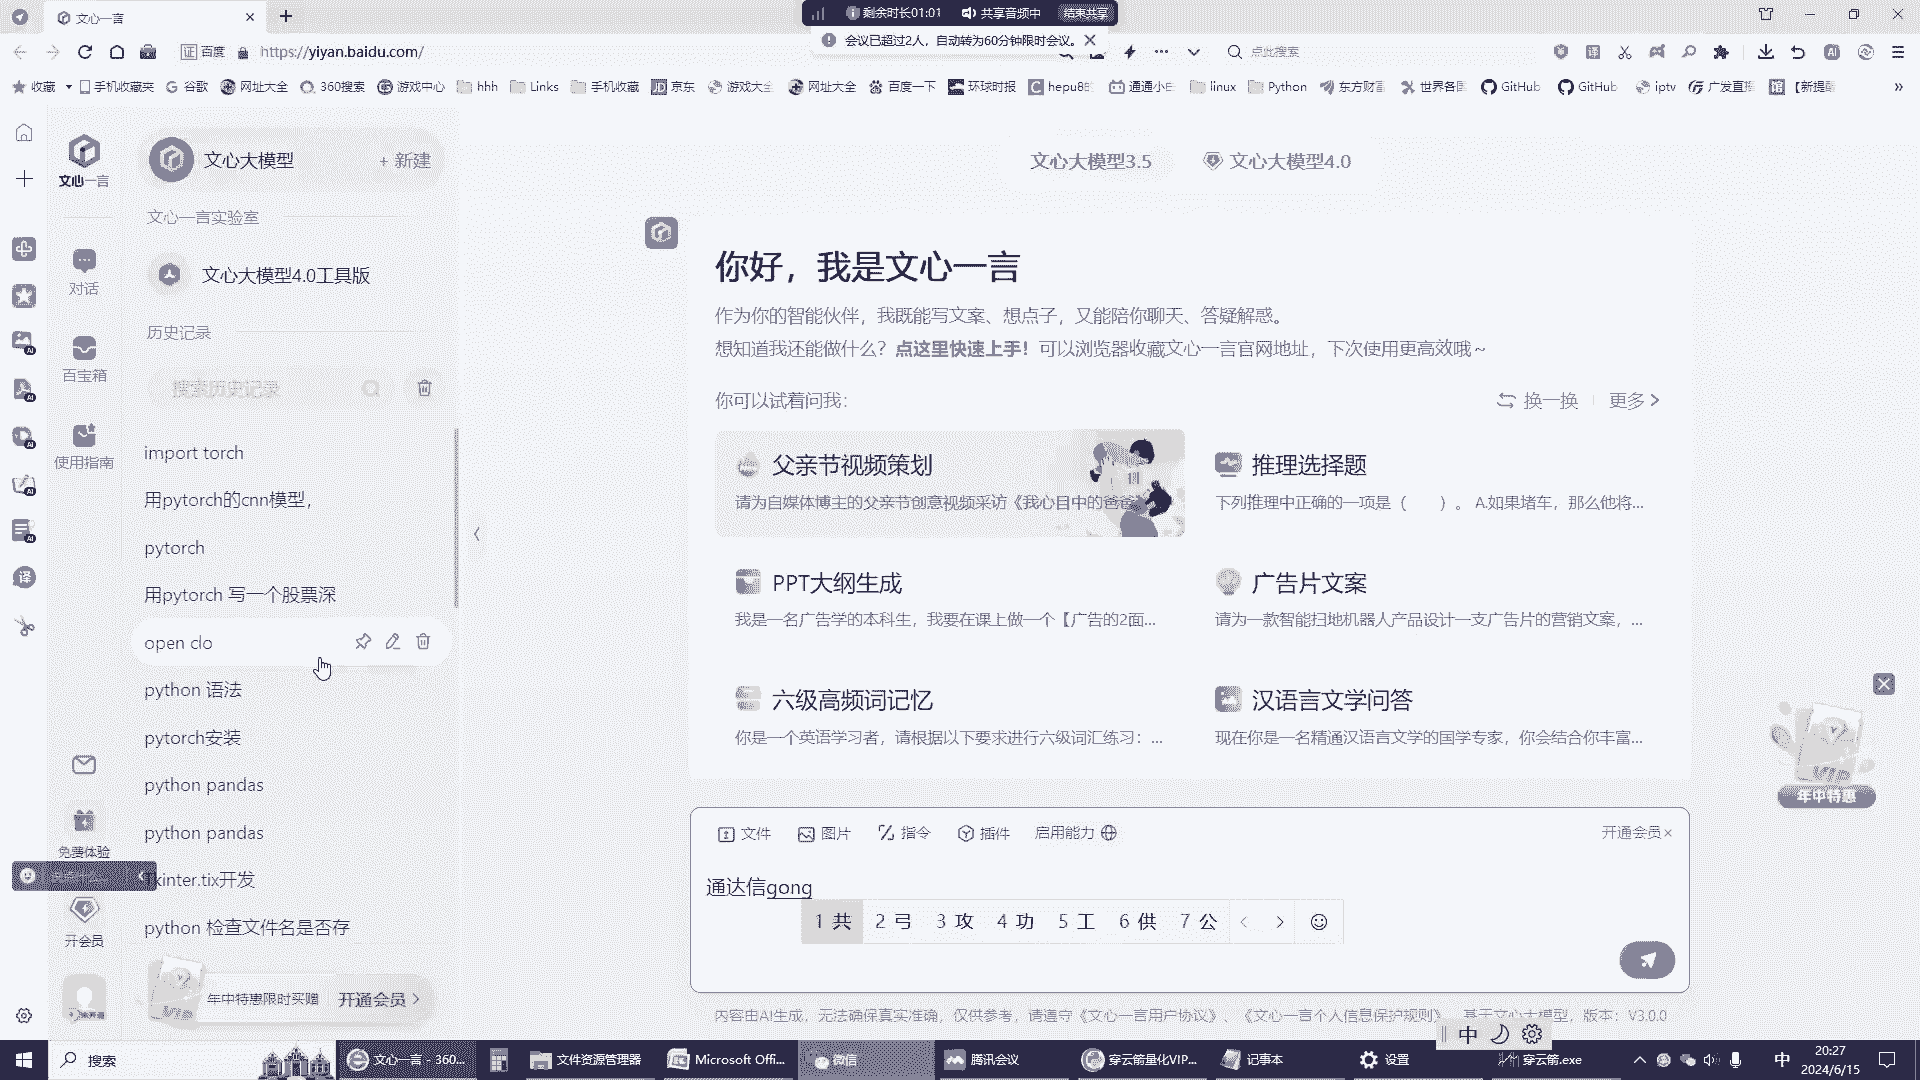 文心一言
剩余时长01:01 共享音频中 结束共享
会议已超过2人，自动转为60分钟限时会议。
证 百度 https://yiyan.baidu.com/
点此搜索
收藏 手机收藏夹 谷歌 网址大全 360搜索 游戏中心 hhh Links 手机收藏 京东 游戏大全 网址大全 百度一下 环球时报 hepu88 通通小E linux Python 东方财富 世界各国 GitHub GitHub iptv 广发直播 【新提醒
文心一言
文心大模型
+ 新建
文心一言实验室
文心大模型4.0工具版
历史记录
搜索历史记录
对话
百宝箱
使用指南
import torch
用pytorch的cnn模型，
pytorch
用pytorch 写一个股票深
open clo
python 语法
pytorch安装
python pandas
python pandas
Tkinter.tix开发
python 检查文件名是否存
免费体验
开会员
年中特惠限时买赠 开通会员
文心大模型3.5
文心大模型4.0
你好，我是文心一言
作为你的智能伙伴，我既能写文案、想点子，又能陪你聊天、答疑解惑。
想知道我还能做什么？点这里快速上手！可以浏览器收藏文心一言官网地址，下次使用更高效哦～
你可以试着问我：
换一换
更多
父亲节视频策划
请为自媒体博主的父亲节创意视频采访《我心目中的爸爸
推理选择题
下列推理中正确的一项是（ ）。 A.如果堵车，那么他将...
PPT大纲生成
我是一名广告学的本科生，我要在课上做一个【广告的2面...
广告片文案
请为一款智能扫地机器人产品设计一支广告片的营销文案，...
六级高频词记忆
你是一个英语学习者，请根据以下要求进行六级词汇练习：...
汉语言文学问答
现在你是一名精通汉语言文学的国学专家，你会结合你丰富...
VIP
年中特惠
文件 图片 指令 插件 启用能力
开通会员×
通达信gong
1 共 2 弓 3 攻 4 功 5 工 6 供 7 公
内容由AI生成，无法确保真实准确，仅供参考，请遵守《文心一言用户协议》、《文心一言个人信息保护规则》 基于文心大模型，版本：V3.0.0
中
搜索
文心一言 - 360...
文件资源管理器
Microsoft Offi...
微信
腾讯会议
穿云箭量化VIP...
记事本
设置
穿云箭.exe
中
20:27
2024/6/15